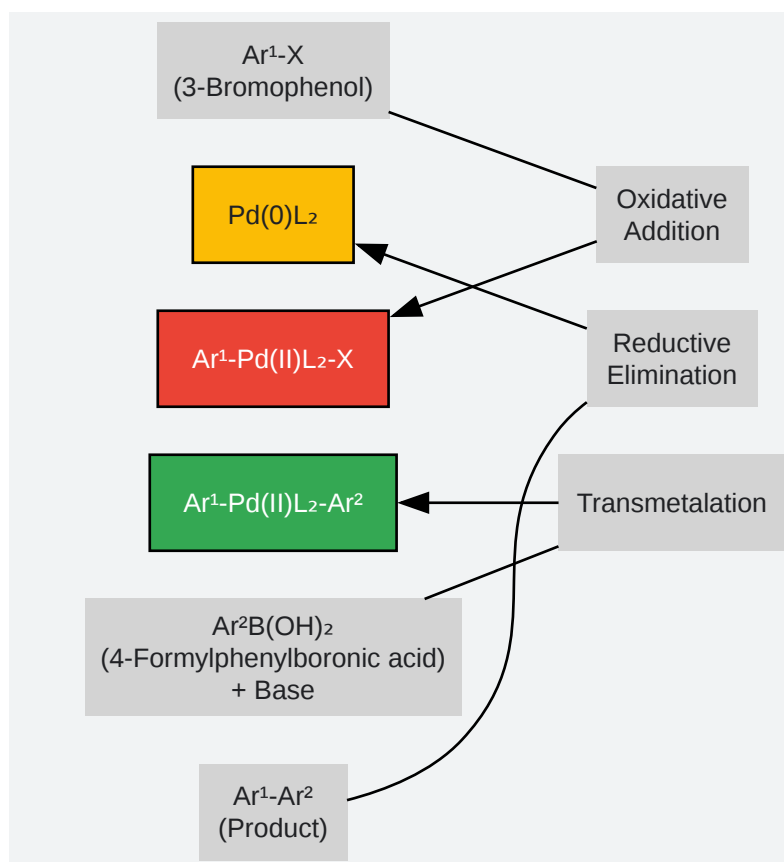 Ar¹-X
(3-Bromophenol)
Pd(0)L₂
Oxidative
Addition
Ar¹-Pd(II)L₂-X
Reductive
Elimination
Ar¹-Pd(II)L₂-Ar²
Transmetalation
Ar²B(OH)₂
(4-Formylphenylboronic acid)
+ Base
Ar¹-Ar²
(Product)